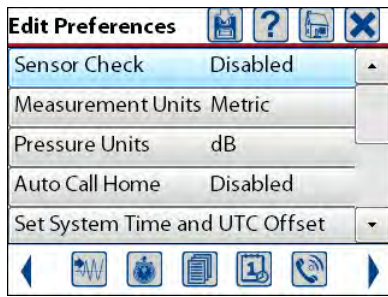 Edit Preferences
Sensor Check Disabled
Measurement Units Metric
Pressure Units dB
Auto Call Home Disabled
Set System Time and UTC Offset